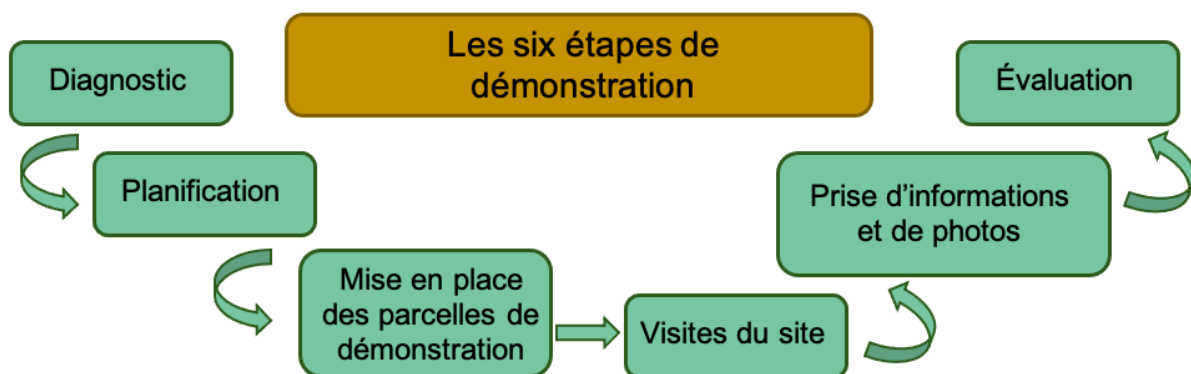 Les six étapes de
démonstration
Diagnostic
Planification
Mise en place
des parcelles de
démonstration
Visites du site
Prise d'informations
et de photos
Évaluation